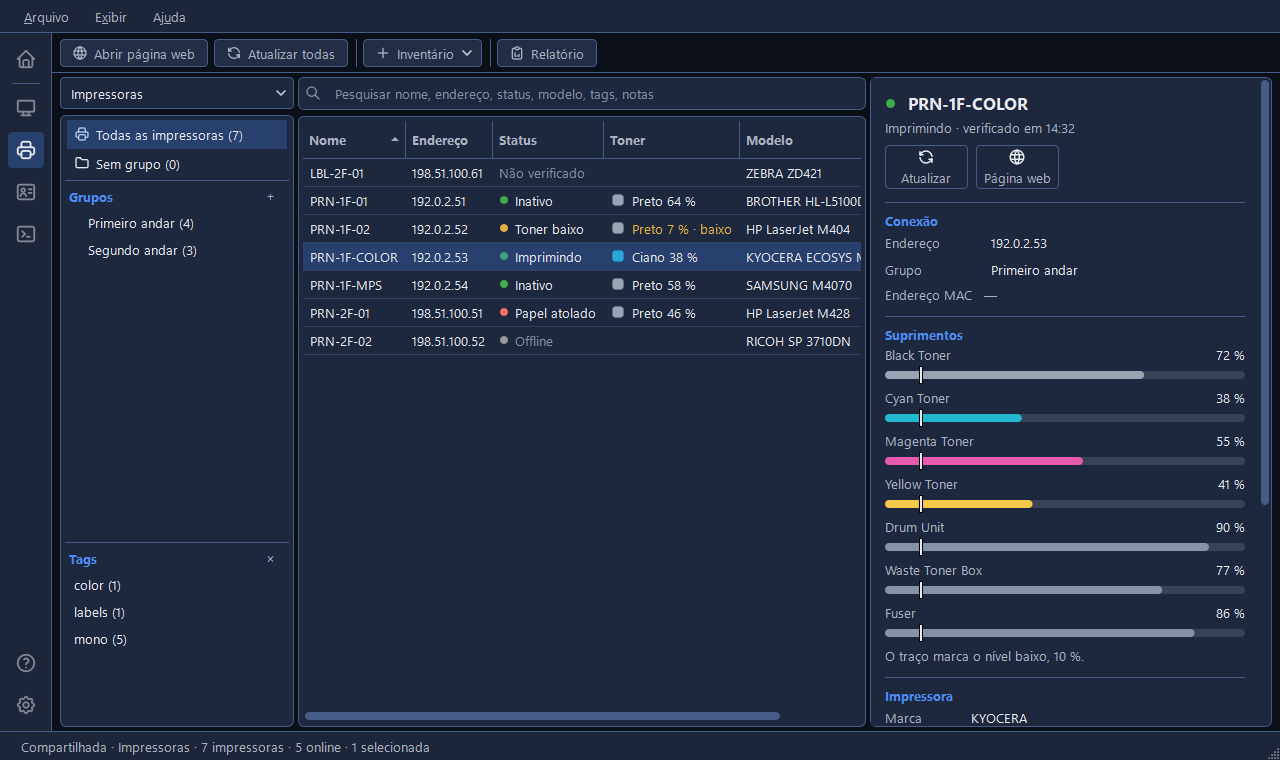 Arquivo Exibir Ajuda
Abrir página web Atualizar todas Inventário Relatório
Impressoras
Todas as impressoras (7)
Sem grupo (0)
Grupos +
Primeiro andar (4)
Segundo andar (3)
Tags ×
color (1)
labels (1)
mono (5)
Pesquisar nome, endereço, status, modelo, tags, notas
Nome Endereço Status Toner Modelo
LBL-2F-01 198.51.100.61 Não verificado ZEBRA ZD421
PRN-1F-01 192.0.2.51 Inativo Preto 64 % BROTHER HL-L5100D
PRN-1F-02 192.0.2.52 Toner baixo Preto 7 % · baixo HP LaserJet M404
PRN-1F-COLOR 192.0.2.53 Imprimindo Ciano 38 % KYOCERA ECOSYS M
PRN-1F-MPS 192.0.2.54 Inativo Preto 58 % SAMSUNG M4070
PRN-2F-01 198.51.100.51 Papel atolado Preto 46 % HP LaserJet M428
PRN-2F-02 198.51.100.52 Offline RICOH SP 3710DN
PRN-1F-COLOR
Imprimindo · verificado em 14:32
Atualizar Página web
Conexão
Endereço 192.0.2.53
Grupo Primeiro andar
Endereço MAC —
Suprimentos
Black Toner 72 %
Cyan Toner 38 %
Magenta Toner 55 %
Yellow Toner 41 %
Drum Unit 90 %
Waste Toner Box 77 %
Fuser 86 %
O traço marca o nível baixo, 10 %.
Impressora
Marca KYOCERA
Compartilhada · Impressoras · 7 impressoras · 5 online · 1 selecionada